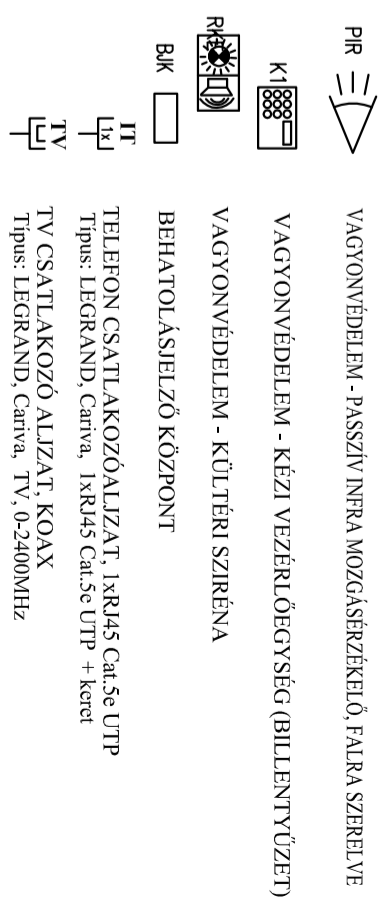 PIR
VAGYONVÉDELEM - PASSZÍV INFRA MOZGÁSÉRZÉKELŐ, FALRA SZERELVE
K1
VAGYONVÉDELEM - KÉZI VEZÉRLŐEGYSÉG (BILLENTYŰZET)
VAGYONVÉDELEM - KÜLTÉRI SZIRÉNA
BJK
BEHATOLÁSJELZŐ KÖZPONT
IT
1x
TELEFON CSATLAKOZÓALJZAT, 1xRJ45 Cat.5e UTP
Típus: LEGRAND, Cariva, 1xRJ45 Cat.5e UTP + keret
TV
TV CSATLAKOZÓ ALJZAT, KOAX
Típus: LEGRAND, Cariva, TV, 0-2400MHz